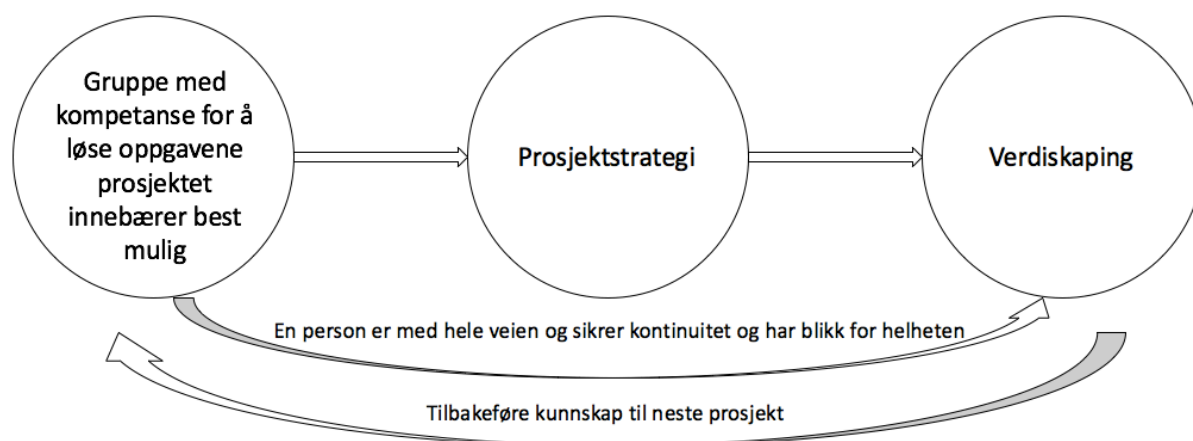 Gruppe med
kompetanse for å
løse oppgavene
prosjektet
innebærer best
mulig
Prosjektstrategi
Verdiskaping
En person er med hele veien og sikrer kontinuitet og har blikk for helheten
Tilbakeføre kunnskap til neste prosjekt